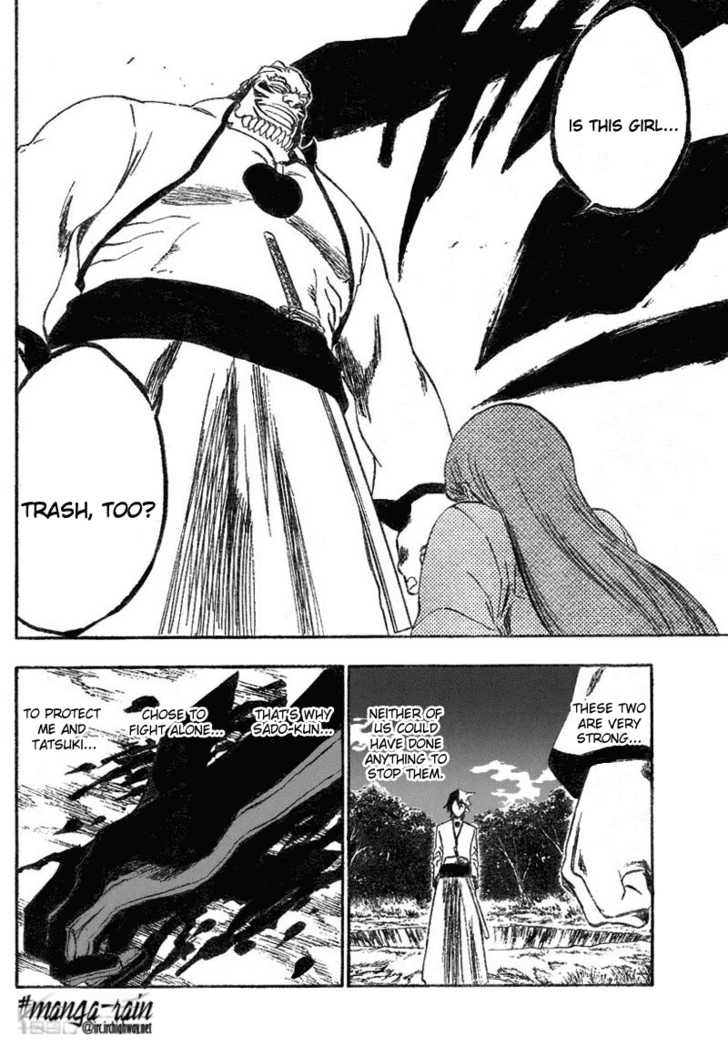 IS THIS GIRL...
TRASH, TOO?
THESE TWO
ARE VERY
STRONG...
NEITHER OF
US COULD
HAVE DONE
ANYTHING TO
STOP THEM.
THAT'S WHY
SADO-KUN...
CHOSE TO
FIGHT ALONE...
TO PROTECT
ME AND
TATSUKI...
#manga-rain
@irc.irchighway.net